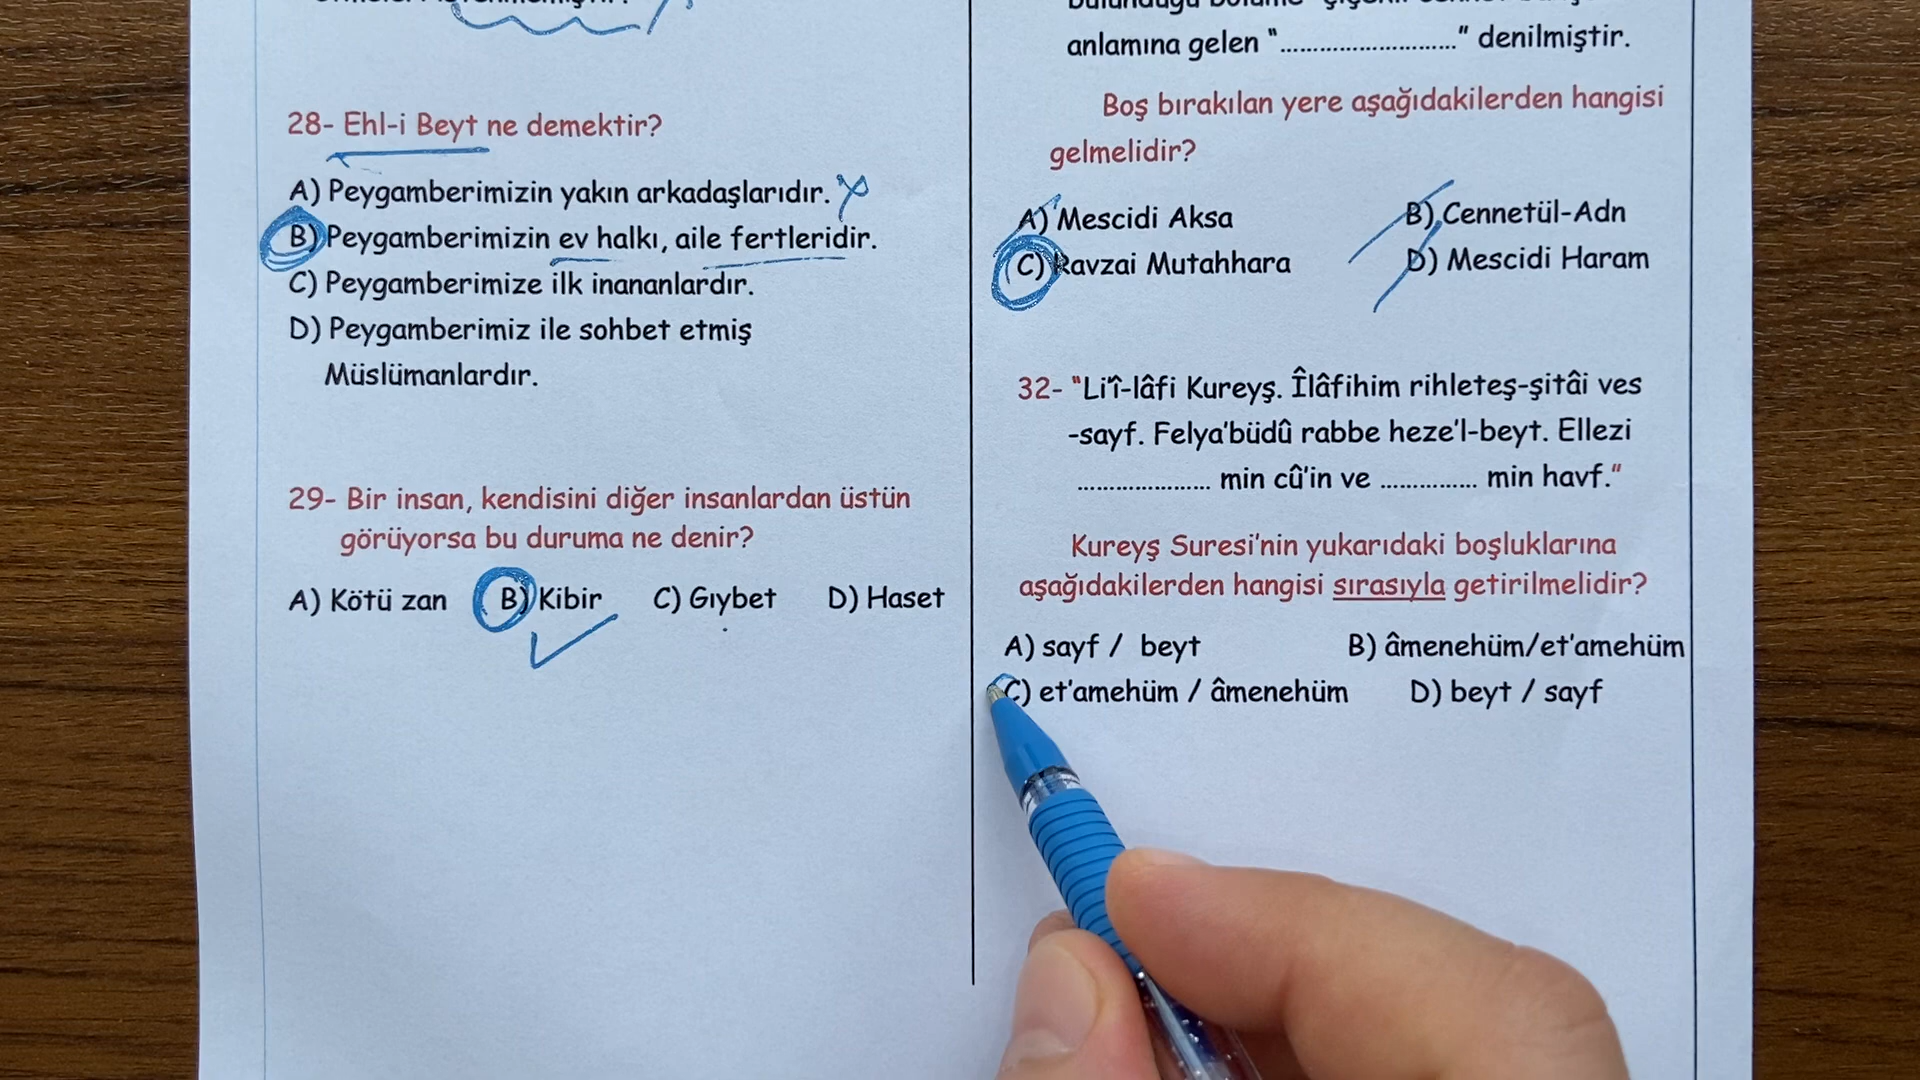 28- Ehl-i Beyt ne demektir?
A) Peygamberimizin yakın arkadaşlarıdır.
B) Peygamberimizin ev halkı, aile fertleridir.
C) Peygamberimize ilk inananlardır.
D) Peygamberimiz ile sohbet etmiş
Müslümanlardır.
29- Bir insan, kendisini diğer insanlardan üstün
görüyorsa bu duruma ne denir?
A) Kötü zan B) Kibir C) Gıybet D) Haset
anlamına gelen "............................" denilmiştir.
Boş bırakılan yere aşağıdakilerden hangisi
gelmelidir?
A) Mescidi Aksa B) Cennetül-Adn
C) Ravzai Mutahhara D) Mescidi Haram
32- "Li'î-lâfi Kureyş. Îlâfihim rihleteş-şitâi ves
-sayf. Felya'büdû rabbe heze'l-beyt. Ellezi
..................... min cû'in ve ............... min havf."
Kureyş Suresi'nin yukarıdaki boşluklarına
aşağıdakilerden hangisi sırasıyla getirilmelidir?
A) sayf / beyt B) âmenehüm/et'amehüm
C) et'amehüm / âmenehüm D) beyt / sayf